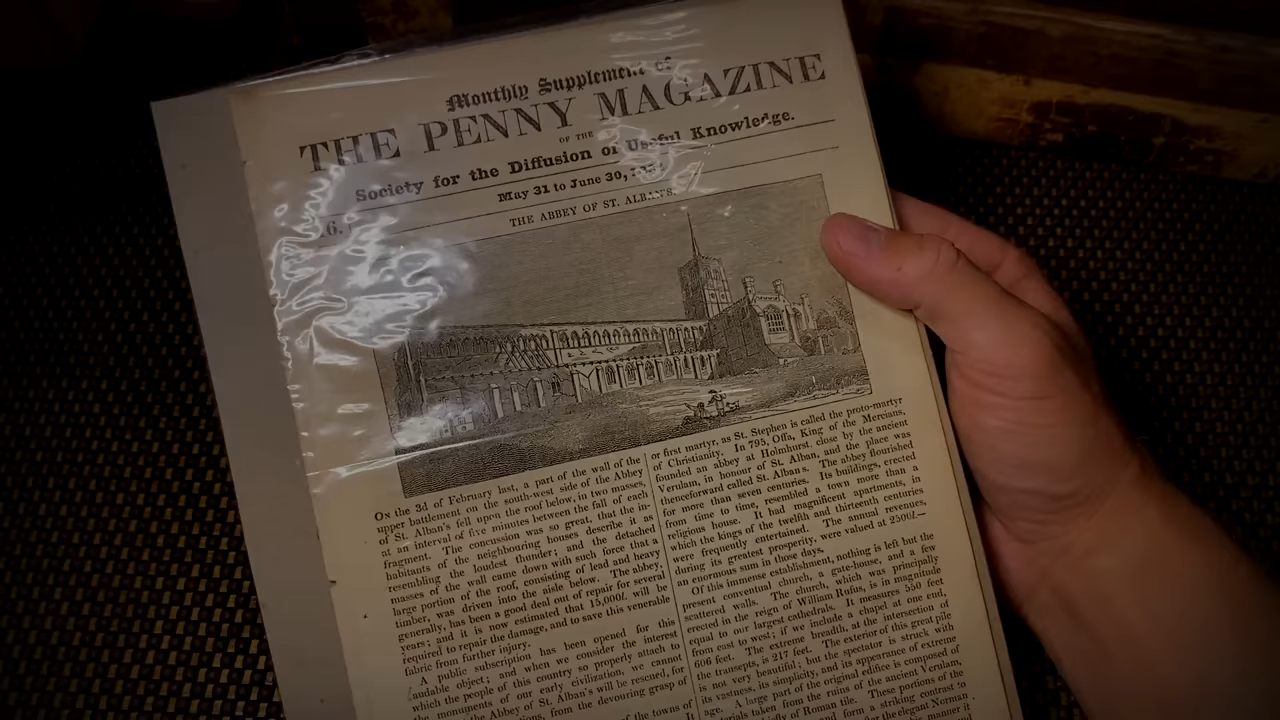 Monthly Supplement of
THE PENNY MAGAZINE
OF THE
Society for the Diffusion of Useful Knowledge.
May 31 to June 30,
THE ABBEY OF ST. ALBAN'S.
ON the 3d of February last, a part of the wall of the
upper battlement on the south-west side of the Abbey
of St. Alban's fell upon the roof below, in two masses,
at an interval of five minutes between the fall of each
fragment. The concussion was so great, that the in-
habitants of the neighbouring houses describe it as
resembling the loudest thunder; and the detached
masses of the wall came down with such force that a
large portion of the roof, consisting of lead and heavy
timber, was driven into the aisle below. The abbey,
generally, has been a good deal out of repair for several
years; and it is now estimated that 15,000l. will be
required to repair the damage, and to save this venerable
fabric from further injury.
A public subscription has been opened for this
laudable object; and when we consider the interest
which the people of this country so properly attach to
the monuments of our early civilization, we cannot
the Abbey of St. Alban's will be rescued, for
from the devouring grasp of
the towns of
or first martyr, as St. Stephen is called the proto-martyr
of Christianity. In 795, Offa, King of the Mercians,
founded an abbey at Holmhurst, close by the ancient
Verulam, in honour of St. Alban, and the place was
thenceforward called St. Alban's. The abbey flourished
for more than seven centuries. Its buildings, erected
from time to time, resembled a town more than a
religious house. It had magnificent apartments, in
which the kings of the twelfth and thirteenth centuries
were frequently entertained. The annual revenues,
during its greatest prosperity, were valued at 2500l.—
an enormous sum in those days.
Of this immense establishment, nothing is left but the
present conventual church, a gate-house, and a few
scattered walls. The church, which was principally
erected in the reign of William Rufus, is in magnitude
equal to our largest cathedrals. It measures 550 feet
from east to west; if we include a chapel at one end,
606 feet. The extreme breadth, at the intersection of
the transepts, is 217 feet. The exterior of this great pile
is not very beautiful; but the spectator is struck with
its vastness, its simplicity, and its appearance of extreme
age. A large part of the original edifice is composed of
taken from the ruins of the ancient Verulam,
of Roman tile. These portions of the
and form a striking contrast to
the elegant Norman
manner it